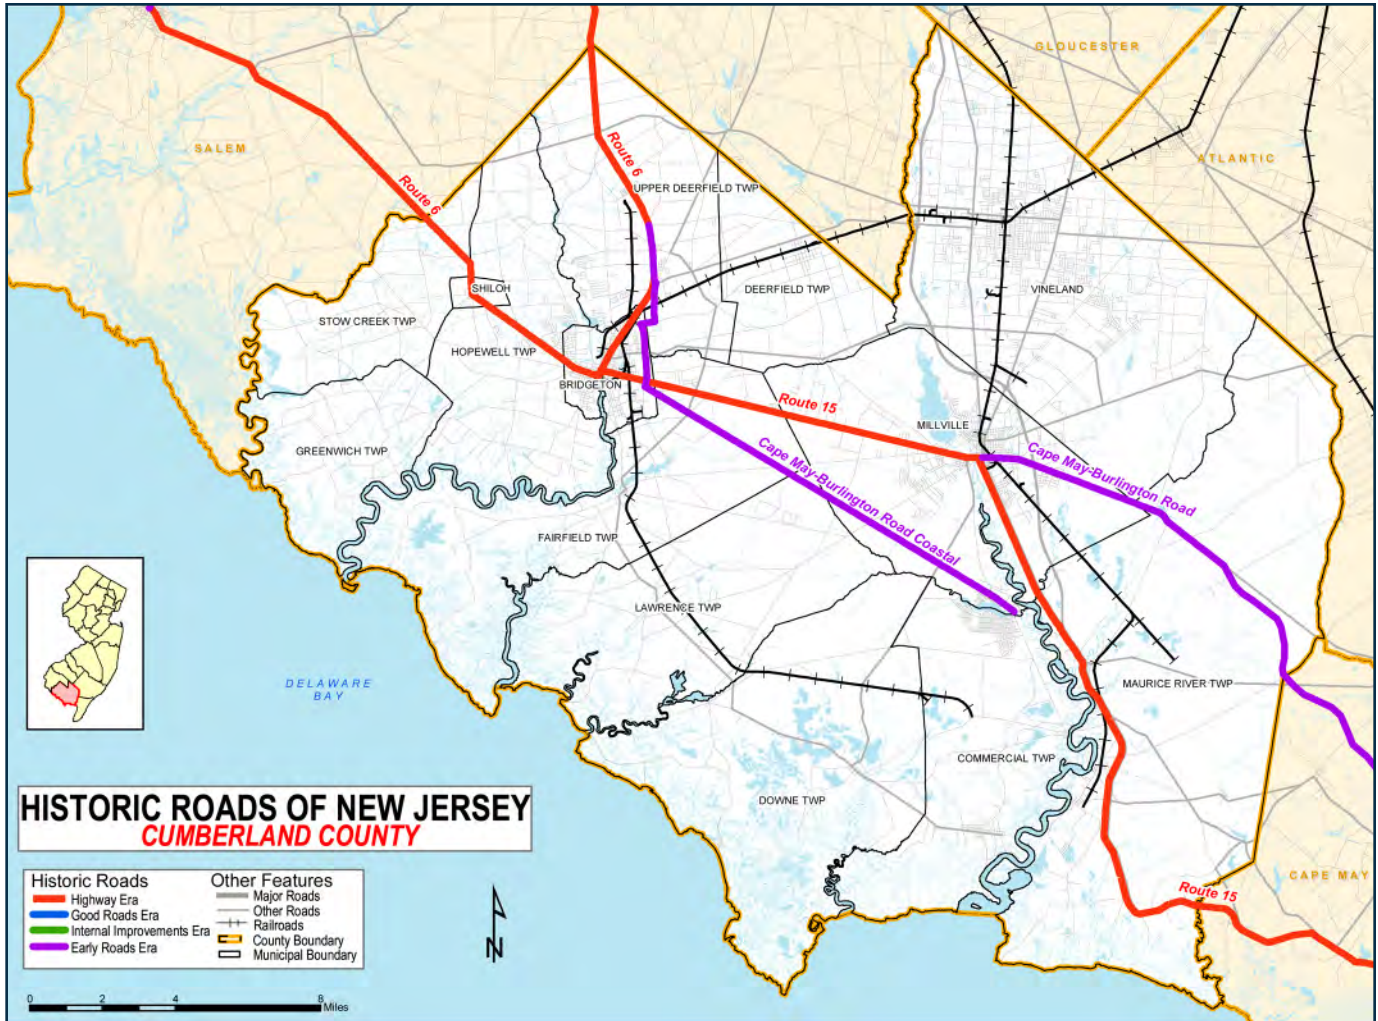 GLOUCESTER
SALEM
ATLANTIC
Route 6
Route 6
UPPER DEERFIELD TWP
SHILOH
DEERFIELD TWP
VINELAND
STOW CREEK TWP
HOPEWELL TWP
BRIDGETON
Route 15
MILLVILLE
GREENWICH TWP
Cape May-Burlington Road
Cape May-Burlington Road Coastal
FAIRFIELD TWP
LAWRENCE TWP
DELAWARE
BAY
MAURICE RIVER TWP
COMMERCIAL TWP
DOWNE TWP
HISTORIC ROADS OF NEW JERSEY
CUMBERLAND COUNTY
CAPE MAY
Route 15
Historic Roads
Highway Era
Good Roads Era
Internal Improvements Era
Early Roads Era
Other Features
Major Roads
Other Roads
Railroads
County Boundary
Municipal Boundary
N
0 2 4 8
Miles